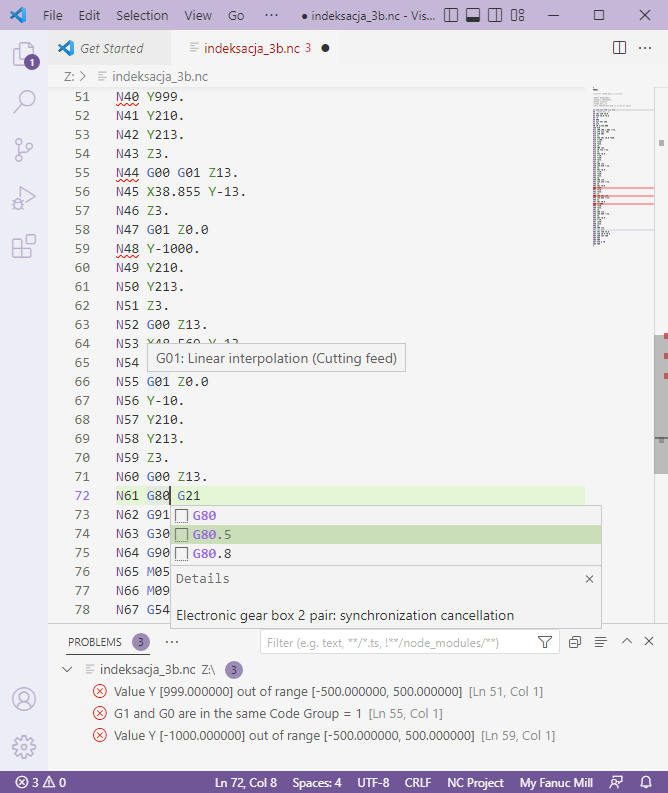 File Edit Selection View Go ··· ● indeksacja_3b.nc - Vis...
Get Started
indeksacja_3b.nc 3 ●
Z: > indeksacja_3b.nc
51 N40 Y999.
52 N41 Y210.
53 N42 Y213.
54 N43 Z3.
55 N44 G00 G01 Z13.
56 N45 X38.855 Y-13.
57 N46 Z3.
58 N47 G01 Z0.0
59 N48 Y-1000.
60 N49 Y210.
61 N50 Y213.
62 N51 Z3.
63 N52 G00 Z13.
64 N53 X48.569 Y-13.
G01: Linear interpolation (Cutting feed)
65 N54
66 N55 G01 Z0.0
67 N56 Y-10.
68 N57 Y210.
69 N58 Y213.
70 N59 Z3.
71 N60 G00 Z13.
72 N61 G80 G21
73 N62 G91
74 N63 G30
75 N64 G90
76 N65 M05
77 N66 M09
78 N67 G54
G80
G80.5
G80.8
Details ×
Electronic gear box 2 pair: synchronization cancellation
PROBLEMS 3 ··· Filter (e.g. text, **/*.ts, !**/node_modules/**)
indeksacja_3b.nc Z:\ 3
Value Y [999.000000] out of range [-500.000000, 500.000000] [Ln 51, Col 1]
G1 and G0 are in the same Code Group = 1 [Ln 55, Col 1]
Value Y [-1000.000000] out of range [-500.000000, 500.000000] [Ln 59, Col 1]
1
3 0 Ln 72, Col 8 Spaces: 4 UTF-8 CRLF NC Project My Fanuc Mill